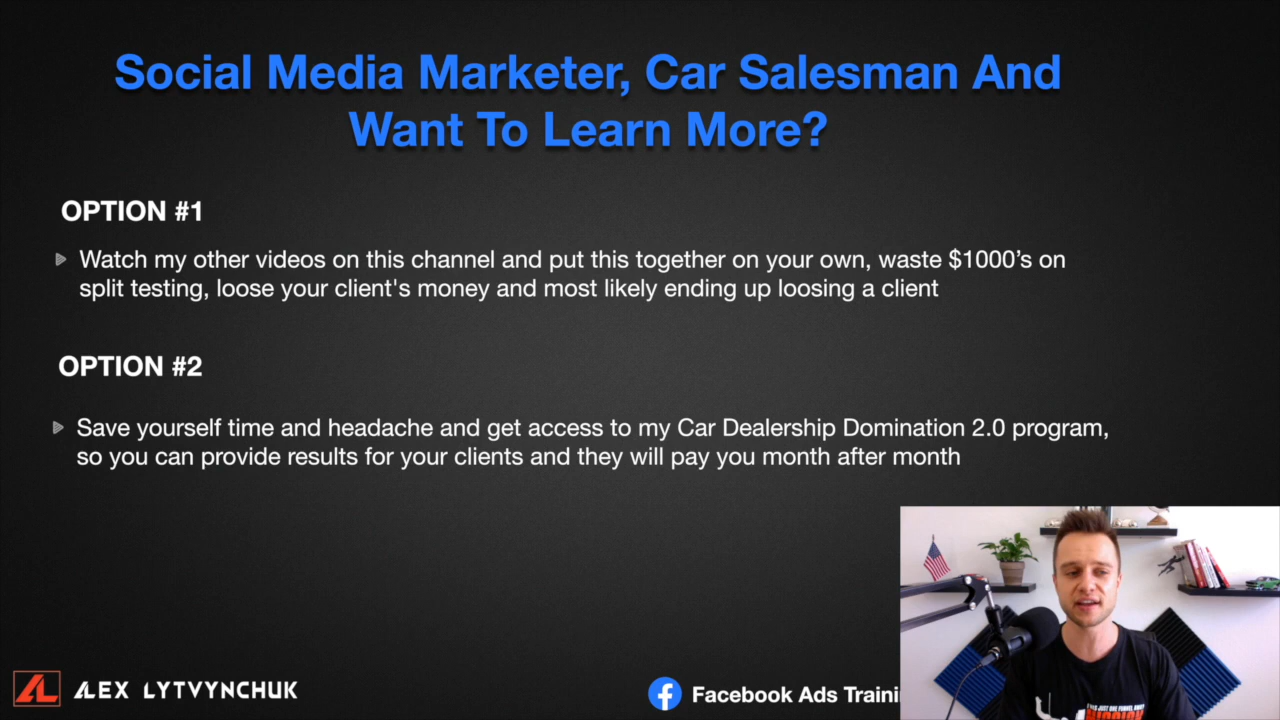 Social Media Marketer, Car Salesman And
Want To Learn More?
OPTION #1
Watch my other videos on this channel and put this together on your own, waste $1000’s on
split testing, loose your client's money and most likely ending up loosing a client
OPTION #2
Save yourself time and headache and get access to my Car Dealership Domination 2.0 program,
so you can provide results for your clients and they will pay you month after month
AL ALEX LYTVYNCHUK
Facebook Ads Traini
MISSION